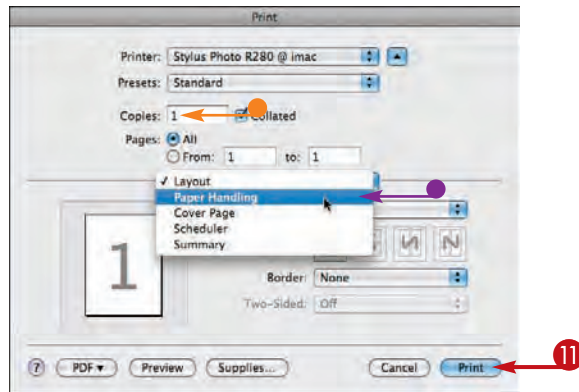 Print
Printer: Stylus Photo R280 @ imac
Presets: Standard
Copies: 1 Collated
Pages: All
From: 1 to: 1
✓ Layout
Paper Handling
Cover Page
Scheduler
Summary
1
Border: None
Two-Sided: Off
? PDF▼ Preview Supplies... Cancel Print
11